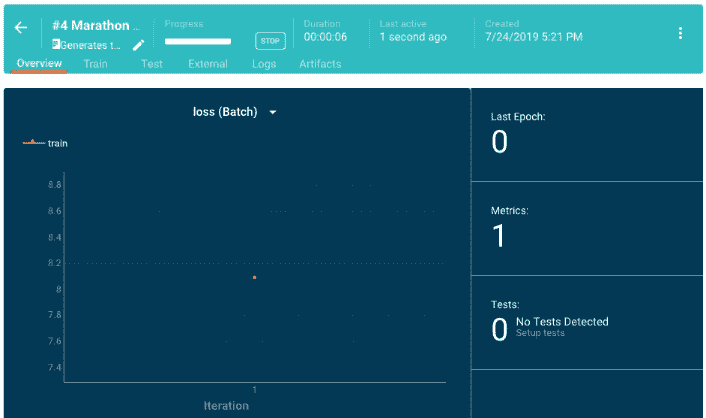 #4 Marathon ...
Generates t...
Progress
STOP
Duration
00:00:06
Last active
1 second ago
Created
7/24/2019 5:21 PM
Overview
Train
Test
External
Logs
Artifacts
loss (Batch)
train
8.8
8.6
8.4
8.2
8
7.8
7.6
7.4
1
Iteration
Last Epoch:
0
Metrics:
1
Tests:
0
No Tests Detected
Setup tests